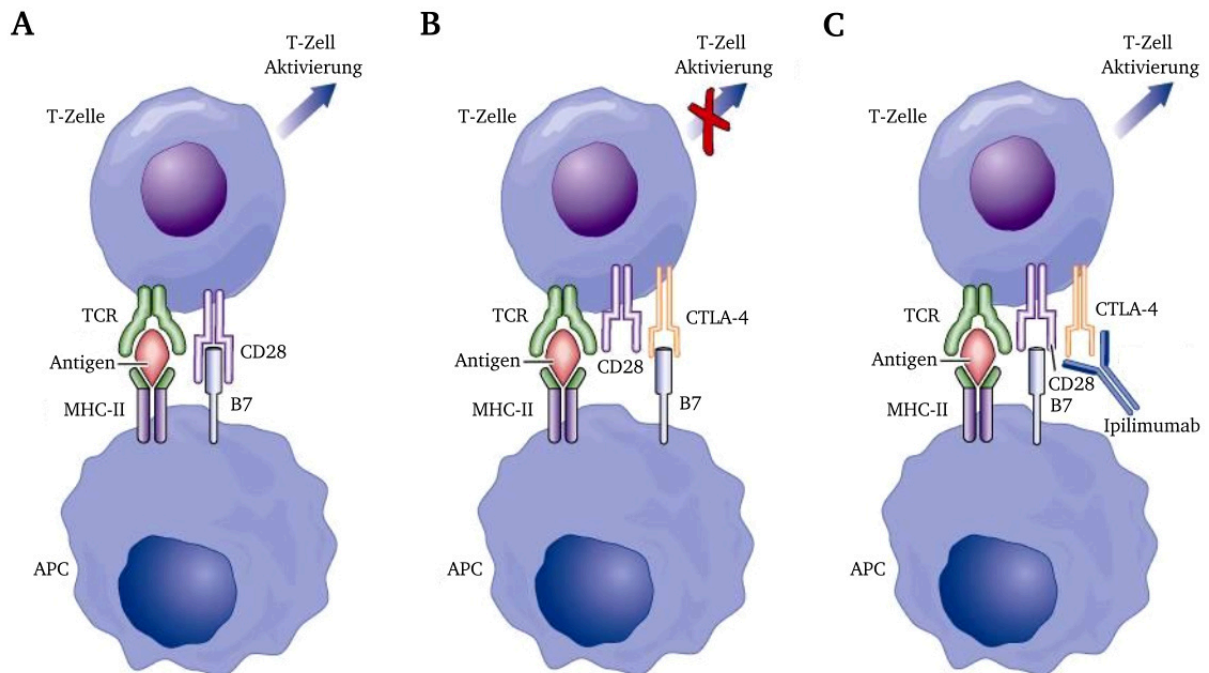 A
T-Zell
Aktivierung
T-Zelle
TCR
CD28
Antigen
MHC-II
B7
APC
B
T-Zell
Aktivierung
T-Zelle
TCR
CTLA-4
Antigen
CD28
MHC-II
B7
APC
C
T-Zell
Aktivierung
T-Zelle
TCR
CTLA-4
Antigen
CD28
MHC-II
B7
Ipilimumab
APC